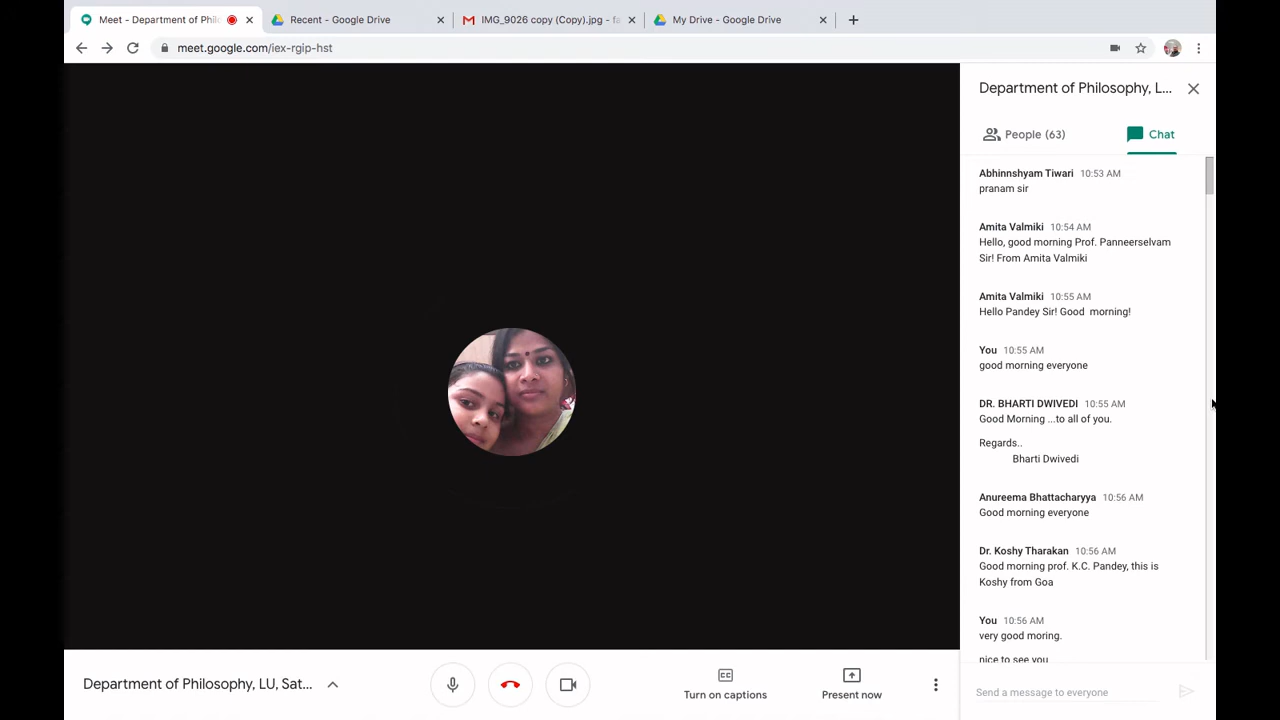 Meet - Department of Phil
Recent - Google Drive
IMG_9026 copy (Copy).jpg - fa
My Drive - Google Drive
meet.google.com/iex-rgip-hst
Department of Philosophy, L...
People (63)
Chat
Abhinnshyam Tiwari 10:53 AM
pranam sir
Amita Valmiki 10:54 AM
Hello, good morning Prof. Panneerselvam
Sir! From Amita Valmiki
Amita Valmiki 10:55 AM
Hello Pandey Sir! Good morning!
You 10:55 AM
good morning everyone
DR. BHARTI DWIVEDI 10:55 AM
Good Morning ...to all of you.
Regards..
Bharti Dwivedi
Anureema Bhattacharyya 10:56 AM
Good morning everyone
Dr. Koshy Tharakan 10:56 AM
Good morning prof. K.C. Pandey, this is
Koshy from Goa
You 10:56 AM
very good moring.
nice to see you
Send a message to everyone
Department of Philosophy, LU, Sat...
CC
Turn on captions
Present now